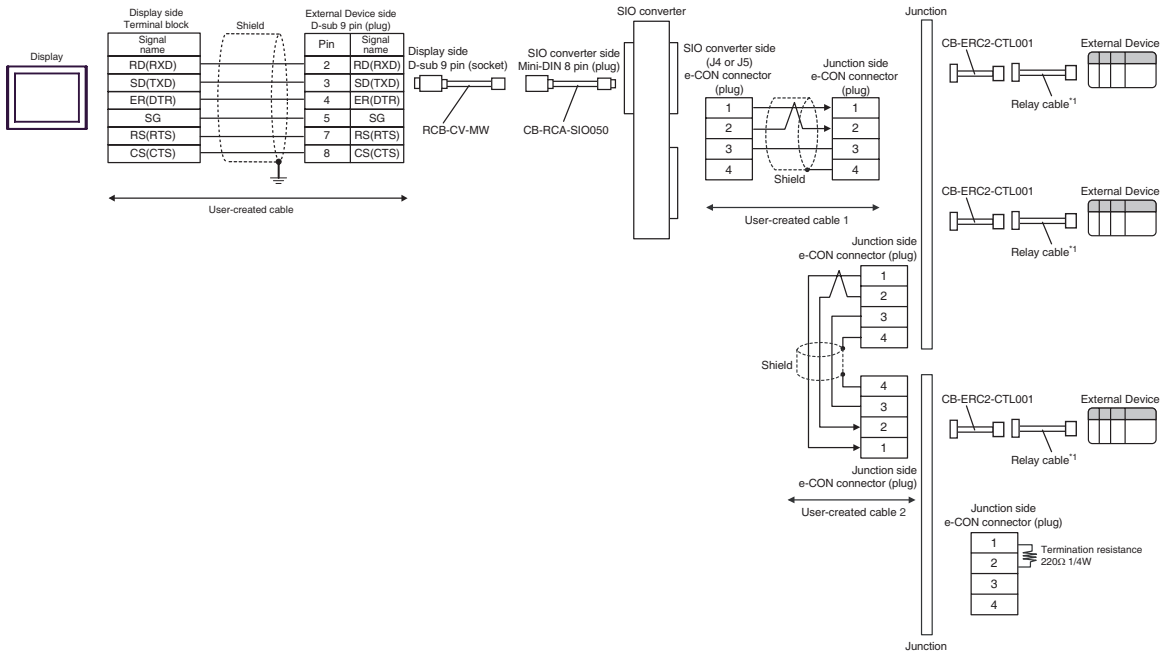 Display
Display side
Terminal block
Signal
name
RD(RXD)
SD(TXD)
ER(DTR)
SG
RS(RTS)
CS(CTS)
Shield
External Device side
D-sub 9 pin (plug)
Pin
Signal
name
2 RD(RXD)
3 SD(TXD)
4 ER(DTR)
5 SG
7 RS(RTS)
8 CS(CTS)
User-created cable
Display side
D-sub 9 pin (socket)
RCB-CV-MW
SIO converter side
Mini-DIN 8 pin (plug)
CB-RCA-SIO050
SIO converter
SIO converter side
(J4 or J5)
e-CON connector
(plug)
1
2
3
4
Shield
Junction side
e-CON connector
(plug)
1
2
3
4
User-created cable 1
Junction side
e-CON connector (plug)
1
2
3
4
Shield
4
3
2
1
Junction side
e-CON connector (plug)
User-created cable 2
Junction
CB-ERC2-CTL001
External Device
Relay cable*1
CB-ERC2-CTL001
External Device
Relay cable*1
CB-ERC2-CTL001
External Device
Relay cable*1
Junction side
e-CON connector (plug)
1
2
3
4
Termination resistance
220Ω 1/4W
Junction